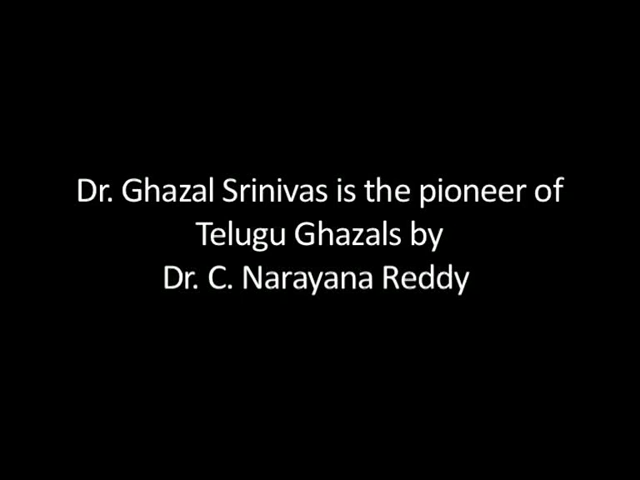 Dr. Ghazal Srinivas is the pioneer of
Telugu Ghazals by
Dr. C. Narayana Reddy